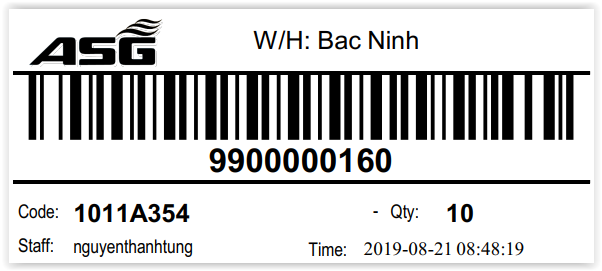 ASG W/H: Bac Ninh
9900000160
Code: 1011A354 - Qty: 10
Staff: nguyenthanhtung Time: 2019-08-21 08:48:19